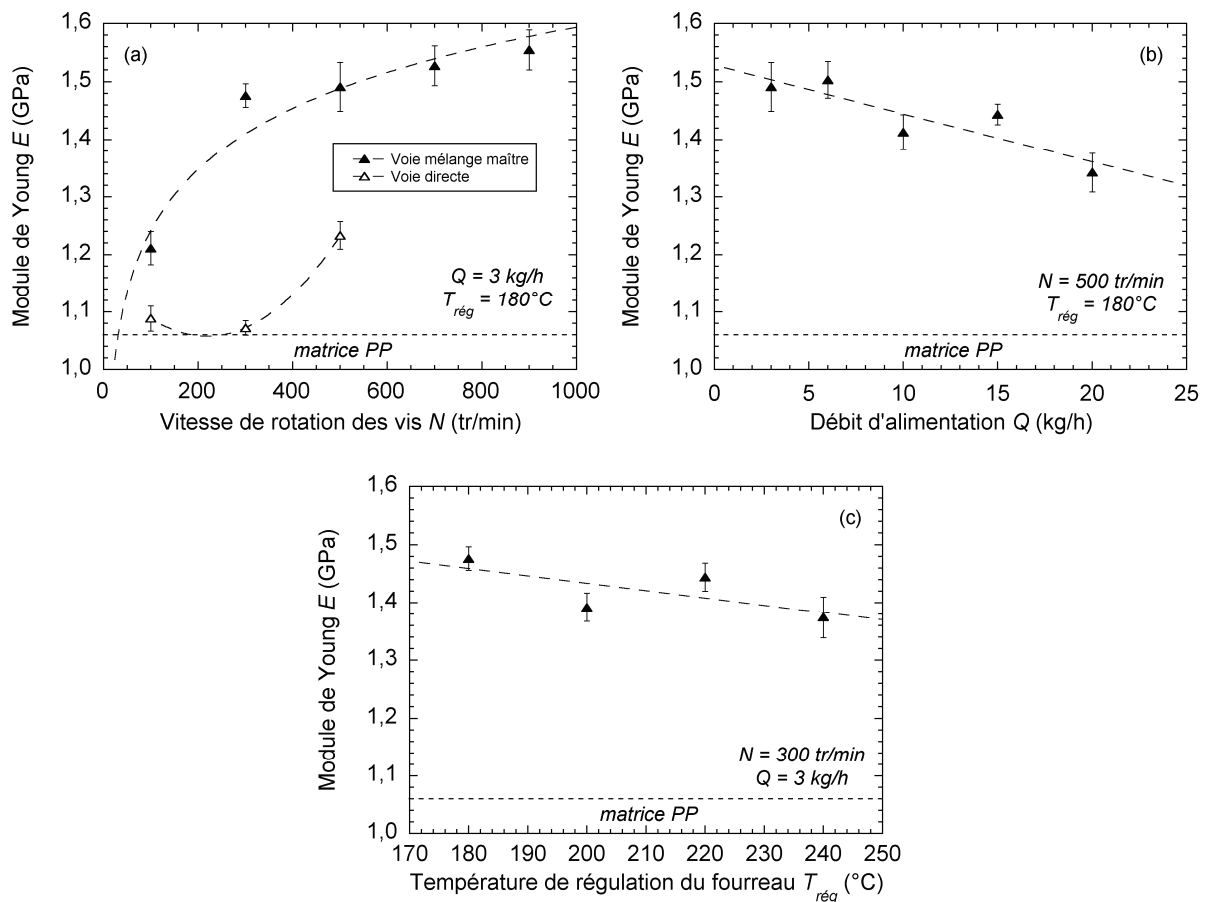 1,6
1,5
1,4
1,3
1,2
1,1
1,0
Module de Young E (GPa)
(a)
Voie mélange maître
Voie directe
Q = 3 kg/h
Trég = 180°C
matrice PP
0 200 400 600 800 1000
Vitesse de rotation des vis N (tr/min)
1,6
1,5
1,4
1,3
1,2
1,1
1,0
Module de Young E (GPa)
(b)
N = 500 tr/min
Trég = 180°C
matrice PP
0 5 10 15 20 25
Débit d'alimentation Q (kg/h)
1,6
1,5
1,4
1,3
1,2
1,1
1,0
Module de Young E (GPa)
(c)
N = 300 tr/min
Q = 3 kg/h
matrice PP
170 180 190 200 210 220 230 240 250
Température de régulation du fourreau Trég (°C)